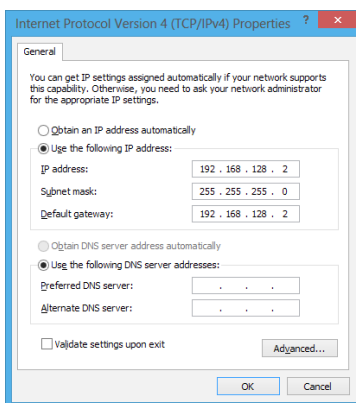 Internet Protocol Version 4 (TCP/IPv4) Properties ? ×
General
You can get IP settings assigned automatically if your network supports
this capability. Otherwise, you need to ask your network administrator
for the appropriate IP settings.
Obtain an IP address automatically
Use the following IP address:
IP address: 192 . 168 . 128 . 2
Subnet mask: 255 . 255 . 255 . 0
Default gateway: 192 . 168 . 128 . 2
Obtain DNS server address automatically
Use the following DNS server addresses:
Preferred DNS server: . . .
Alternate DNS server: . . .
Validate settings upon exit
Advanced...
OK Cancel